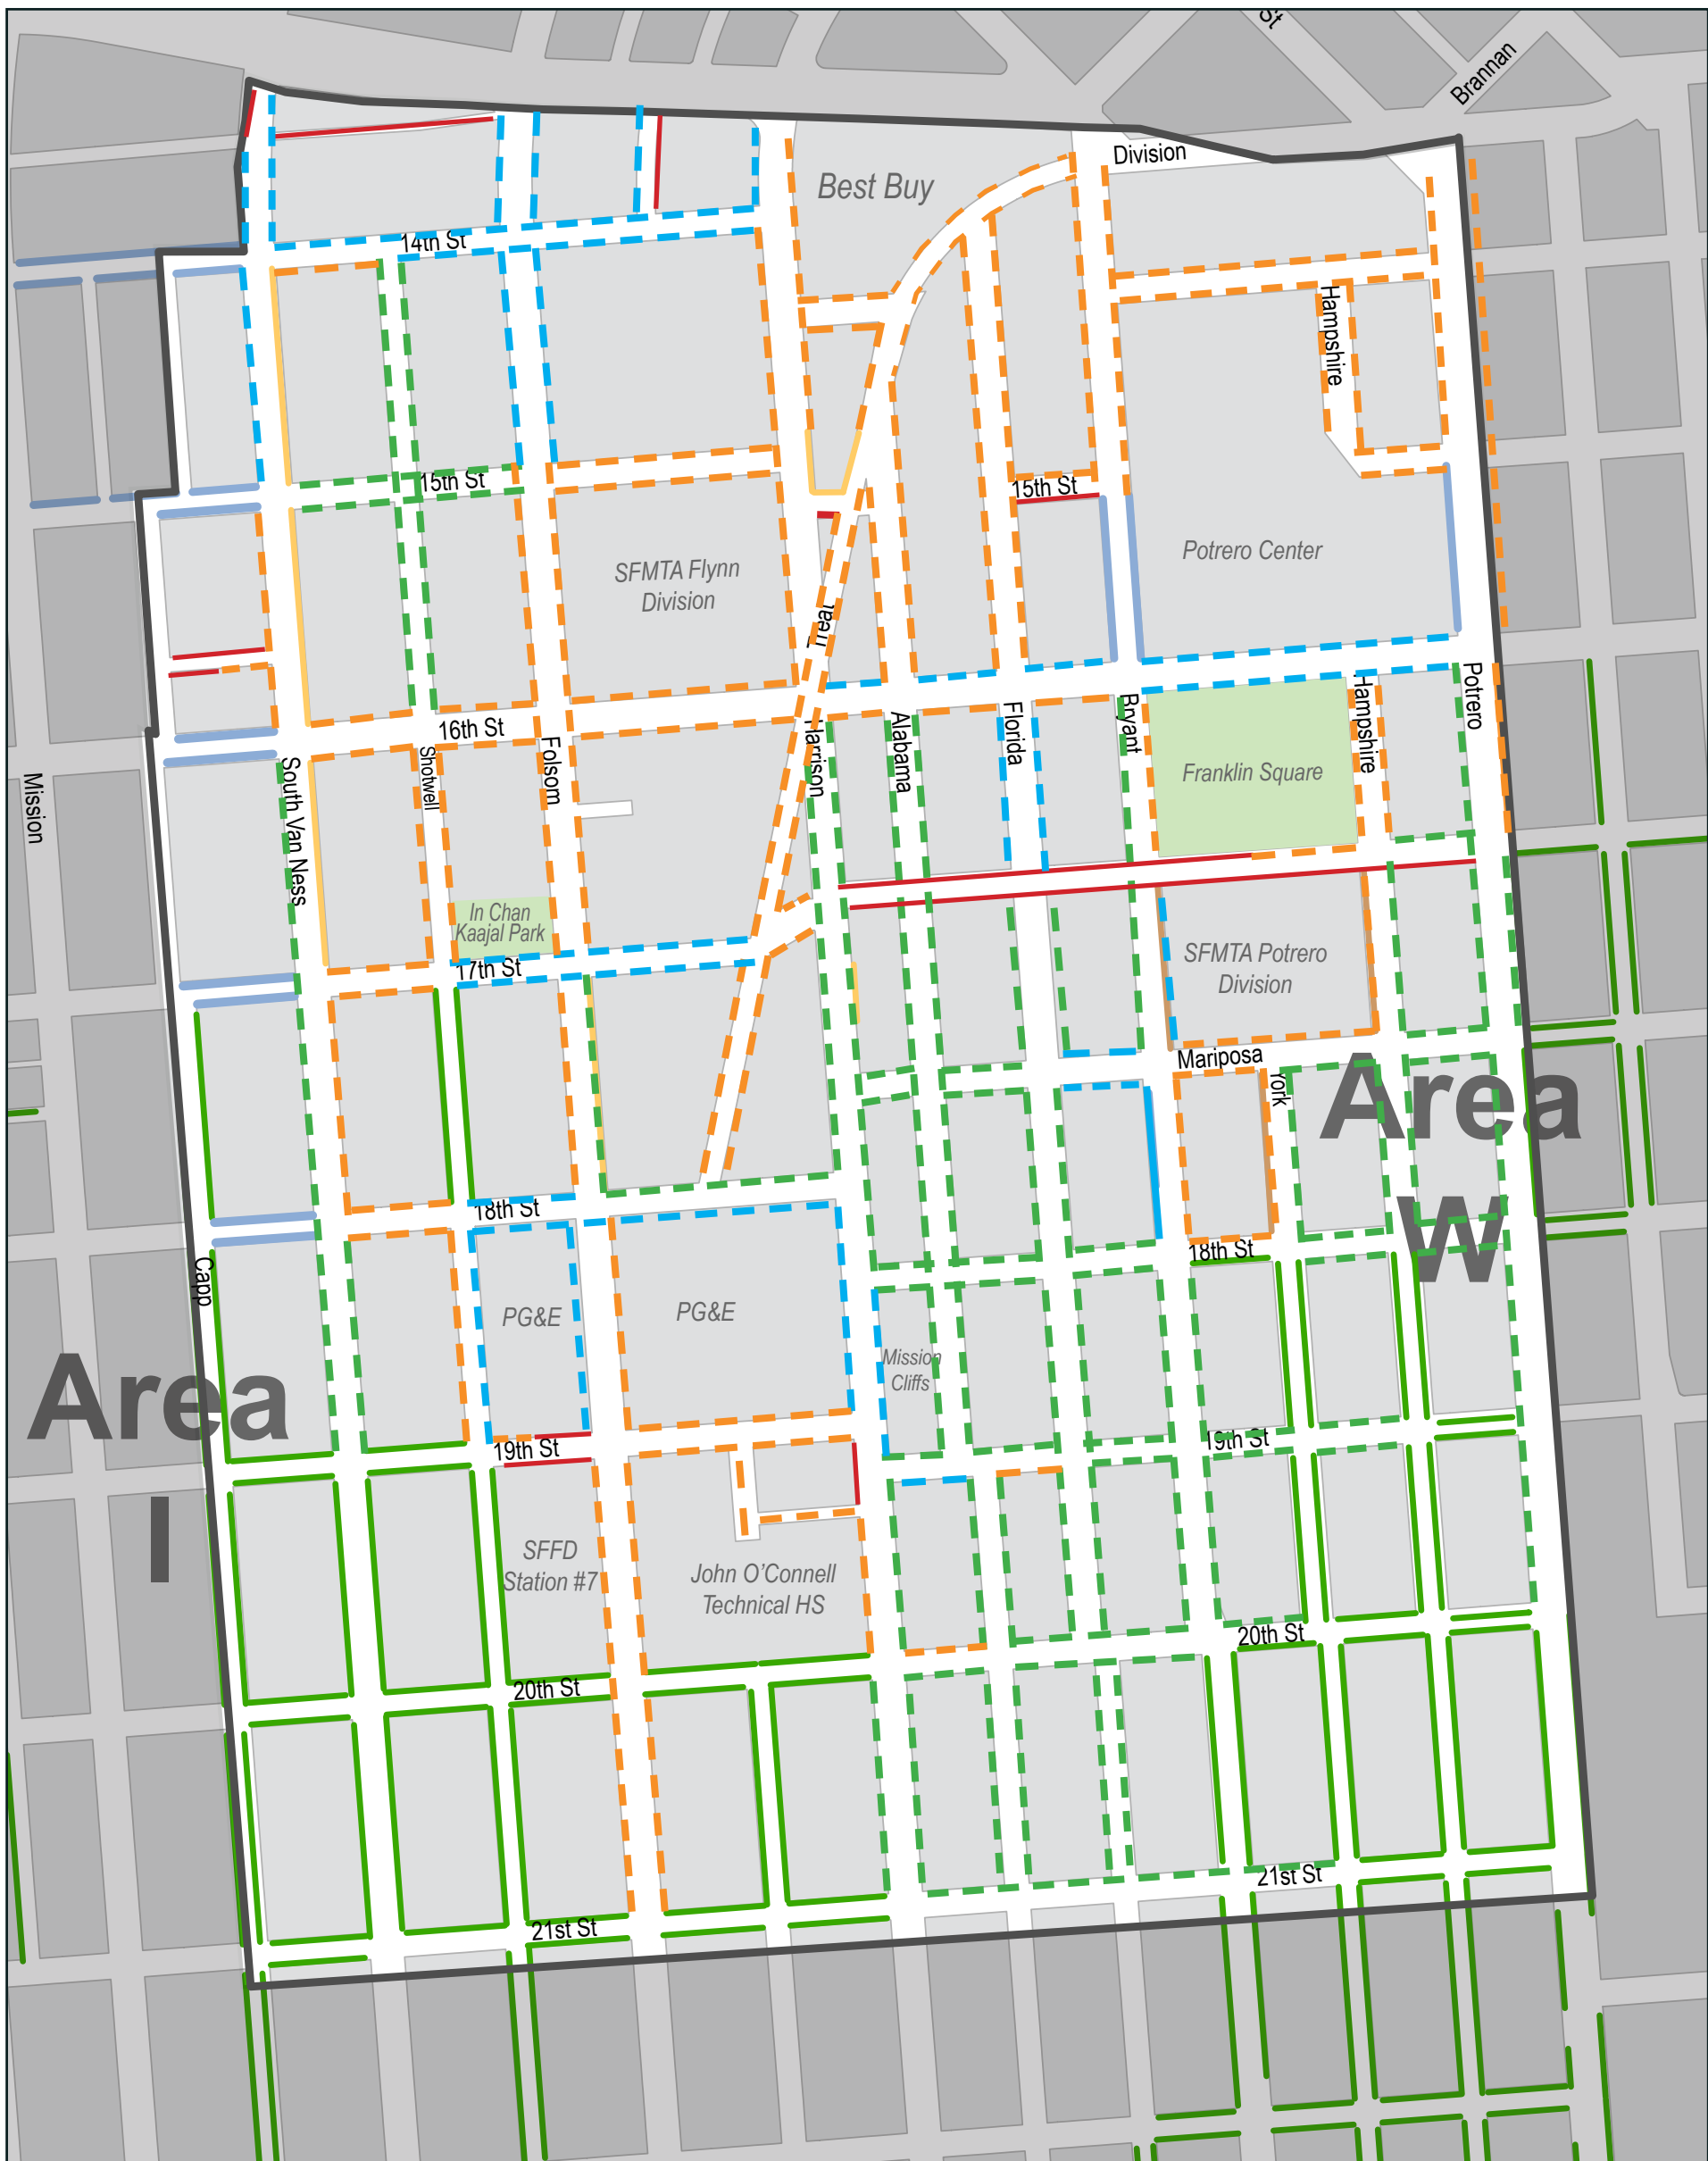 St
Brannan
Division
Best Buy
14th St
Hampshire
15th St
15th St
Potrero Center
SFMTA Flynn
Division
Treat
Potrero
Hampshire
Bryant
Florida
Alabama
Harrison
16th St
Folsom
Shotwell
South Van Ness
Mission
Franklin Square
In Chan
Kaajal Park
17th St
SFMTA Potrero
Division
Mariposa
York
Area
W
18th St
18th St
Capp
PG&E
PG&E
Mission
Cliffs
Area
I
19th St
19th St
SFFD
Station #7
John O'Connell
Technical HS
20th St
20th St
21st St
21st St